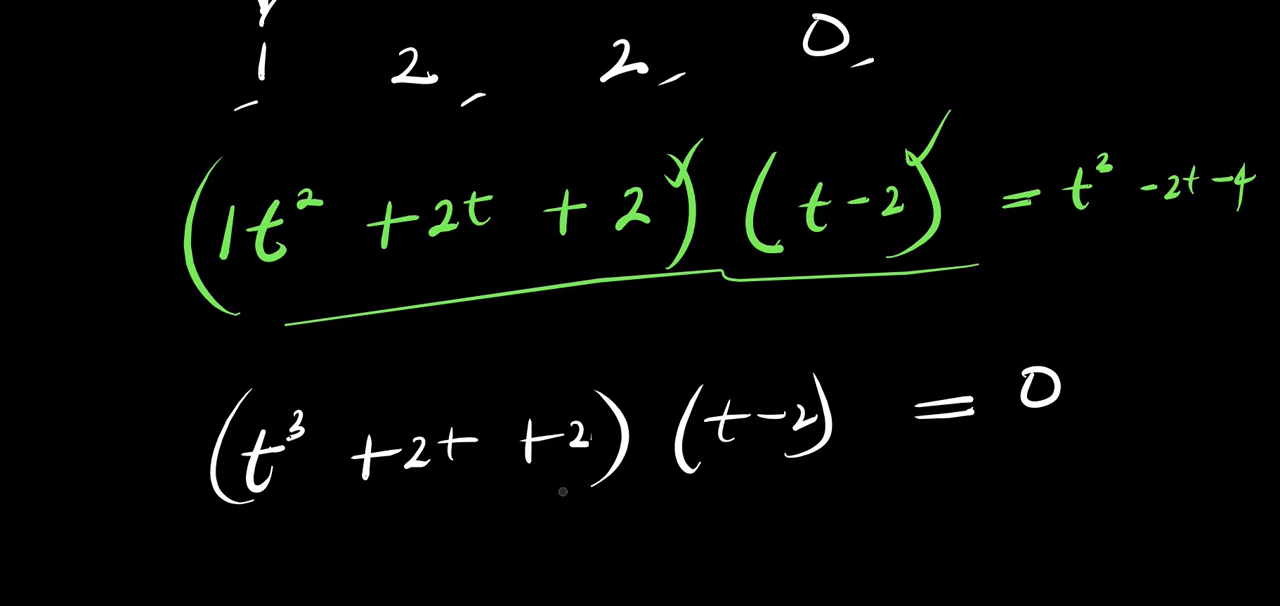 1 2 2 0
(1t² + 2t + 2) (t - 2) = t² - 2t - 4
(t³ + 2t + 2) (t - 2) = 0